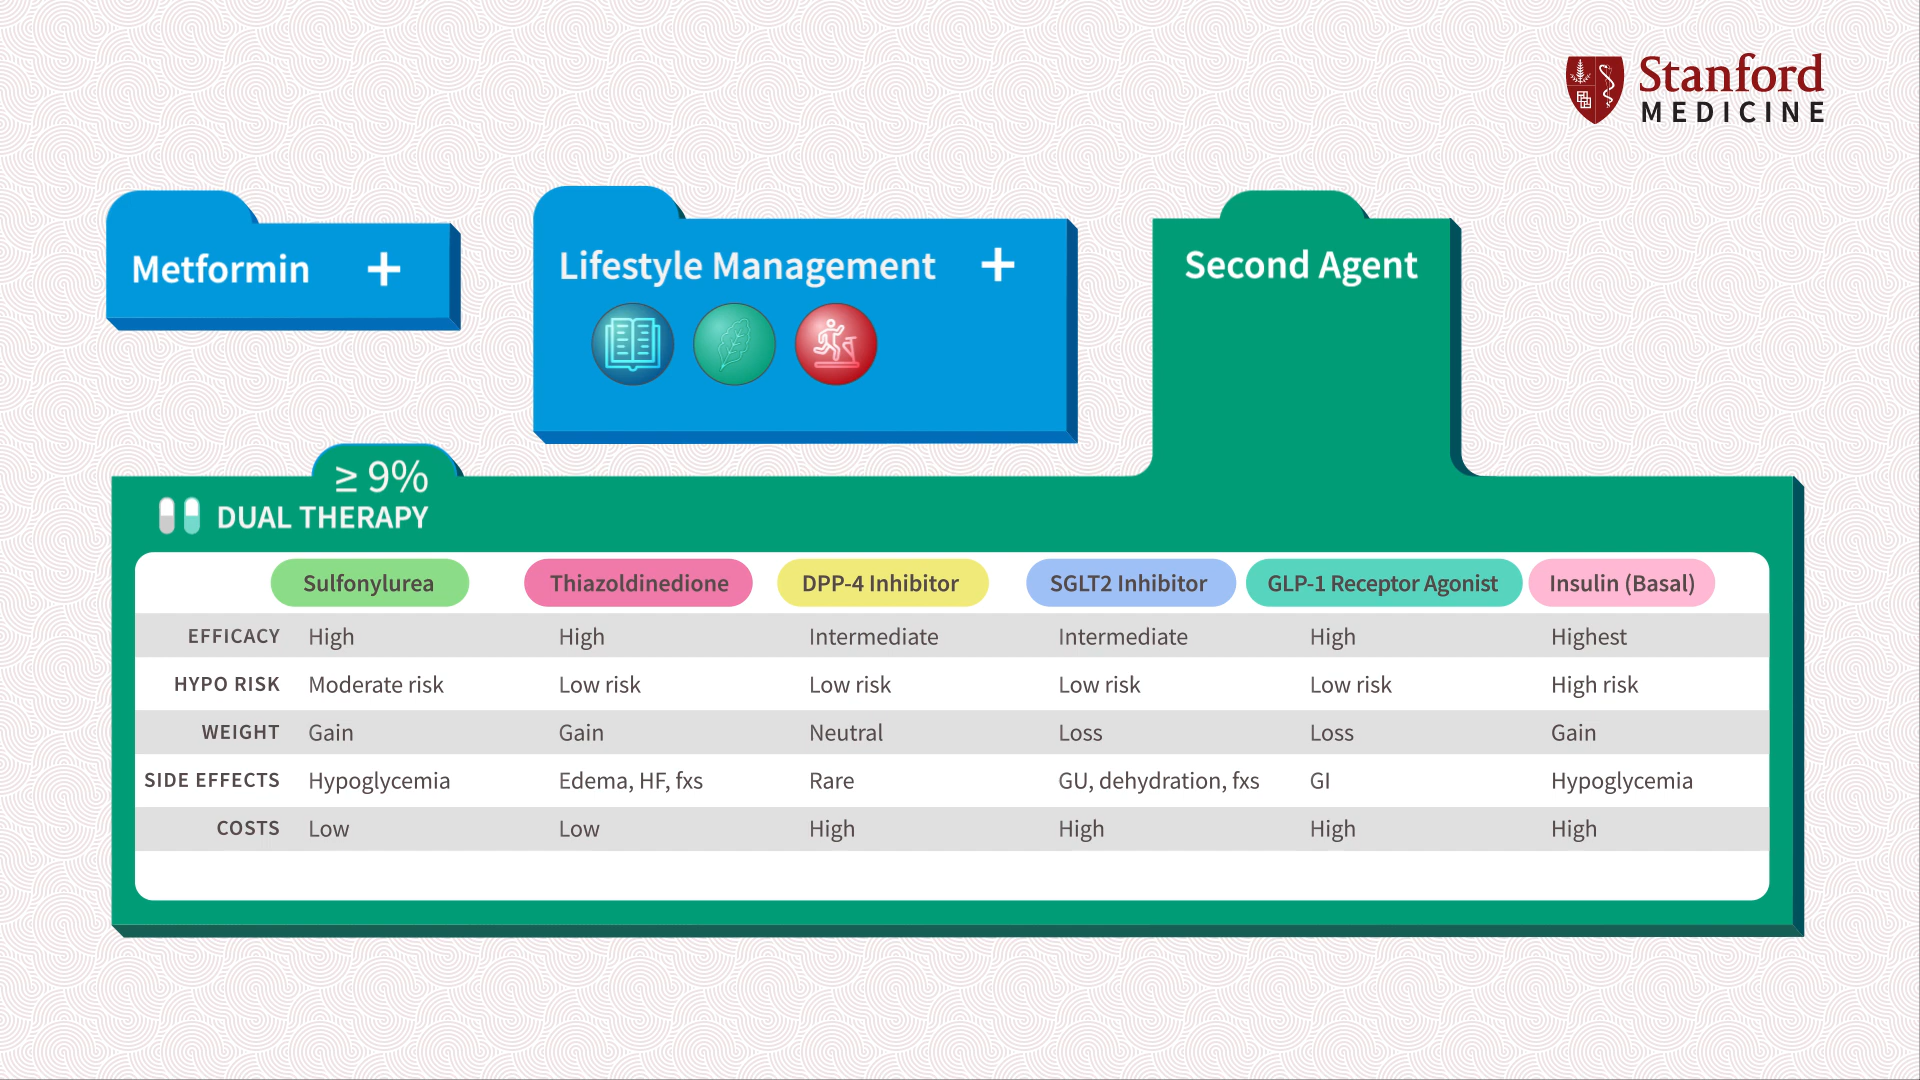 Stanford
MEDICINE
Metformin +
Lifestyle Management +
Second Agent
≥ 9%
DUAL THERAPY
Sulfonylurea Thiazoldinedione DPP-4 Inhibitor SGLT2 Inhibitor GLP-1 Receptor Agonist Insulin (Basal)
EFFICACY High High Intermediate Intermediate High Highest
HYPO RISK Moderate risk Low risk Low risk Low risk Low risk High risk
WEIGHT Gain Gain Neutral Loss Loss Gain
SIDE EFFECTS Hypoglycemia Edema, HF, fxs Rare GU, dehydration, fxs GI Hypoglycemia
COSTS Low Low High High High High